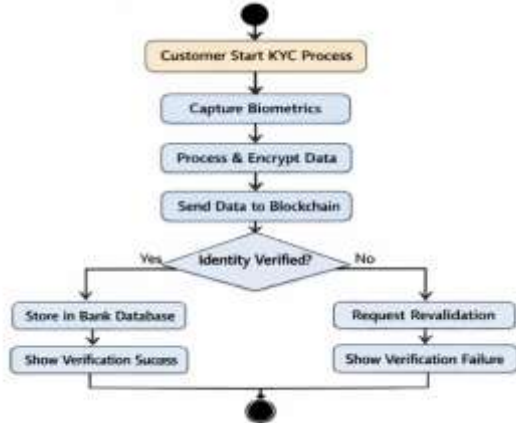 Customer Start KYC Process
Capture Biometrics
Process & Encrypt Data
Send Data to Blockchain
Identity Verified?
Yes
No
Store in Bank Database
Request Revalidation
Show Verification Success
Show Verification Failure